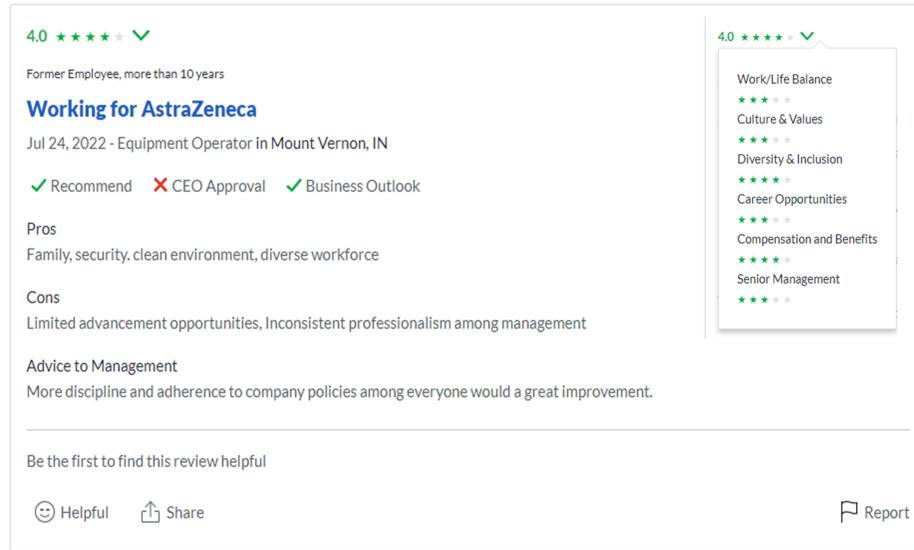 4.0
Former Employee, more than 10 years
Working for AstraZeneca
Jul 24, 2022 - Equipment Operator in Mount Vernon, IN
Recommend CEO Approval Business Outlook
Pros
Family, security. clean environment, diverse workforce
Cons
Limited advancement opportunities, Inconsistent professionalism among management
Advice to Management
More discipline and adherence to company policies among everyone would a great improvement.
Be the first to find this review helpful
Helpful Share Report
4.0
Work/Life Balance
Culture & Values
Diversity & Inclusion
Career Opportunities
Compensation and Benefits
Senior Management